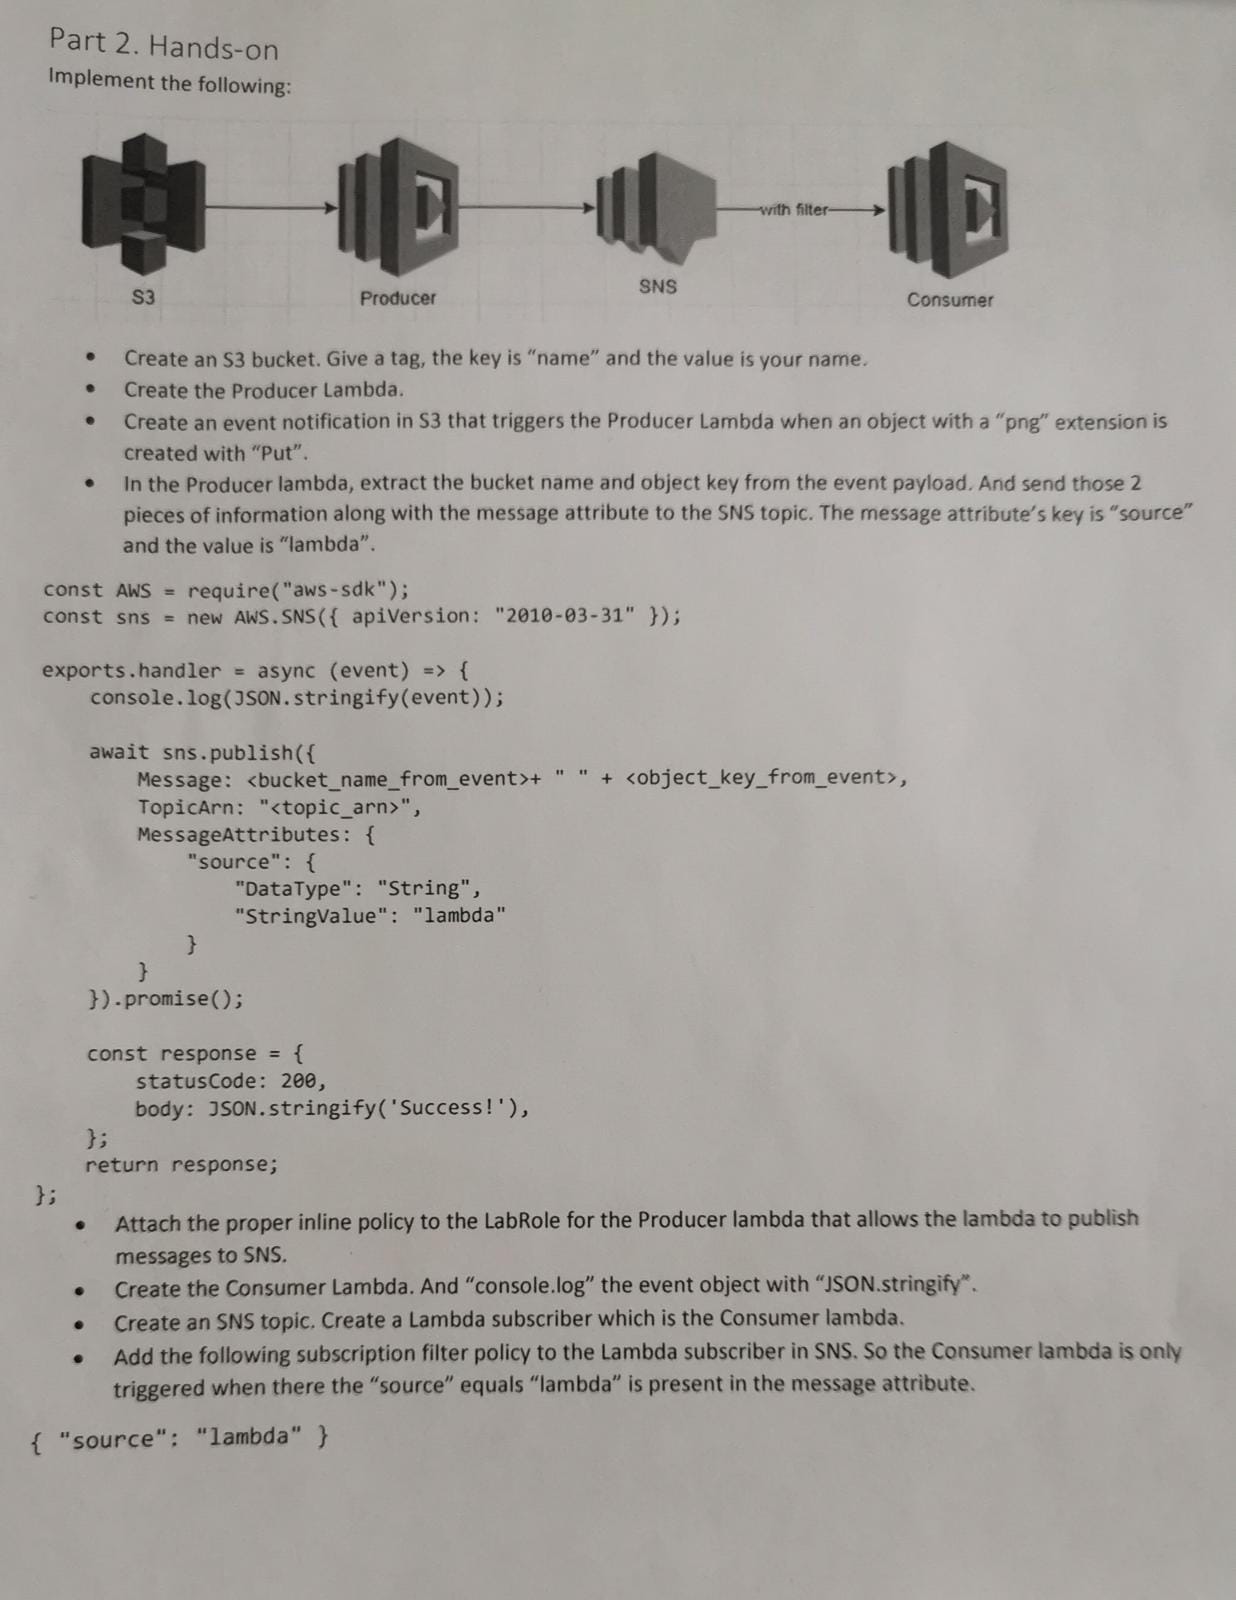 Part 2. Hands-on
Implement the following:
with filter
S3
Producer
SNS
Consumer
• Create an S3 bucket. Give a tag, the key is “name” and the value is your name.
• Create the Producer Lambda.
• Create an event notification in S3 that triggers the Producer Lambda when an object with a “png” extension is
created with “Put”.
• In the Producer lambda, extract the bucket name and object key from the event payload. And send those 2
pieces of information along with the message attribute to the SNS topic. The message attribute’s key is “source”
and the value is “lambda”.
const AWS = require("aws-sdk");
const sns = new AWS.SNS({ apiVersion: "2010-03-31" });
exports.handler = async (event) => {
    console.log(JSON.stringify(event));
    await sns.publish({
        Message: <bucket_name_from_event>+ " " + <object_key_from_event>,
        TopicArn: "<topic_arn>",
        MessageAttributes: {
            "source": {
                "DataType": "String",
                "StringValue": "lambda"
            }
        }
    }).promise();
    const response = {
        statusCode: 200,
        body: JSON.stringify('Success!'),
    };
    return response;
};
• Attach the proper inline policy to the LabRole for the Producer lambda that allows the lambda to publish
messages to SNS.
• Create the Consumer Lambda. And “console.log” the event object with “JSON.stringify”.
• Create an SNS topic. Create a Lambda subscriber which is the Consumer lambda.
• Add the following subscription filter policy to the Lambda subscriber in SNS. So the Consumer lambda is only
triggered when there the “source” equals “lambda” is present in the message attribute.
{ "source": "lambda" }